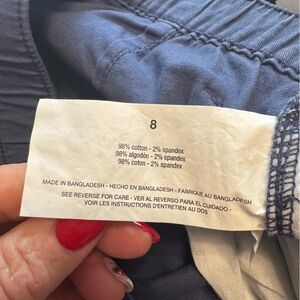 8
98% cotton - 2% spandex
98% algodón - 2% spandex
98% coton - 2% spandex
MADE IN BANGLADESH - HECHO EN BANGLADESH - FABRIQUÉ AU BANGLADESH
SEE REVERSE FOR CARE - VER AL REVERSO PARA EL CUIDADO -
VOIR LES INSTRUCTIONS D'ENTRETIEN AU DOS